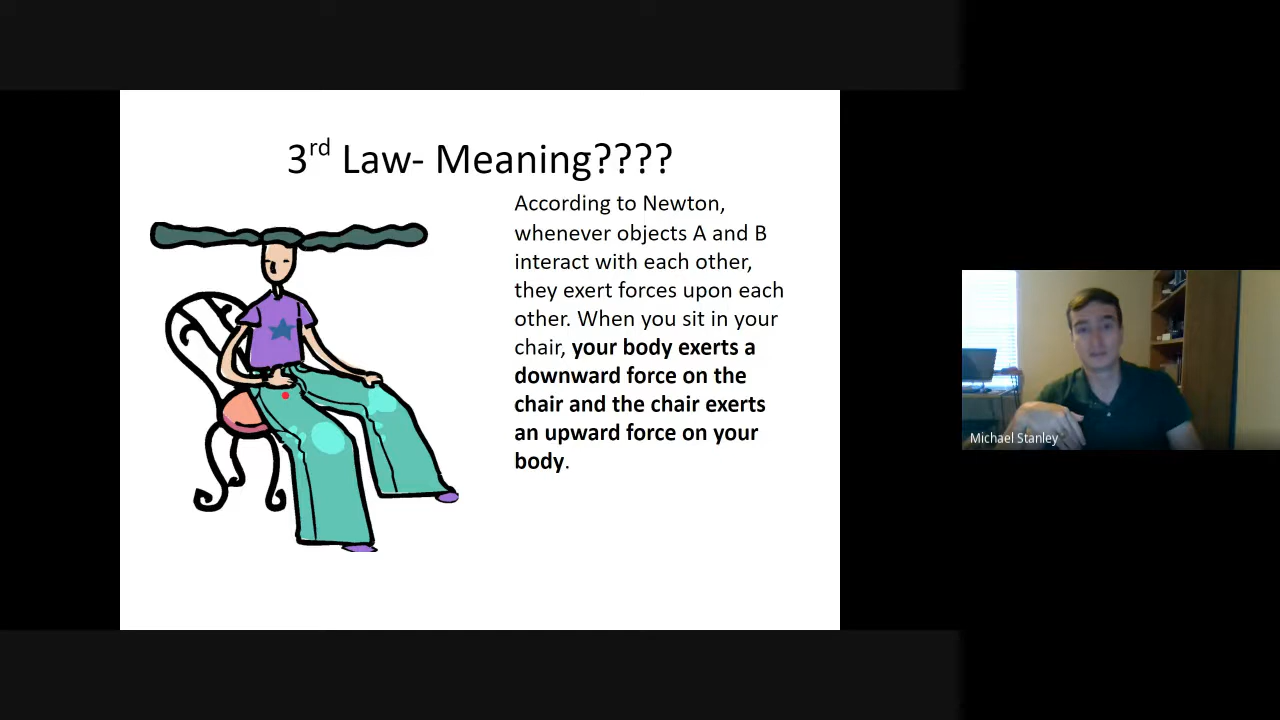 3rd Law- Meaning????
According to Newton,
whenever objects A and B
interact with each other,
they exert forces upon each
other. When you sit in your
chair, your body exerts a
downward force on the
chair and the chair exerts
an upward force on your
body.
Michael Stanley